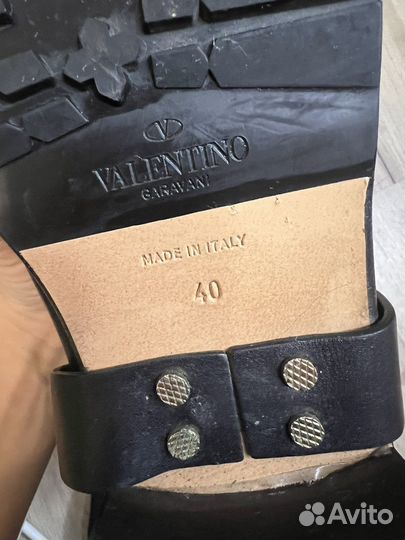 V
VALENTINO
GARAVANI
MADE IN ITALY
40
Avito